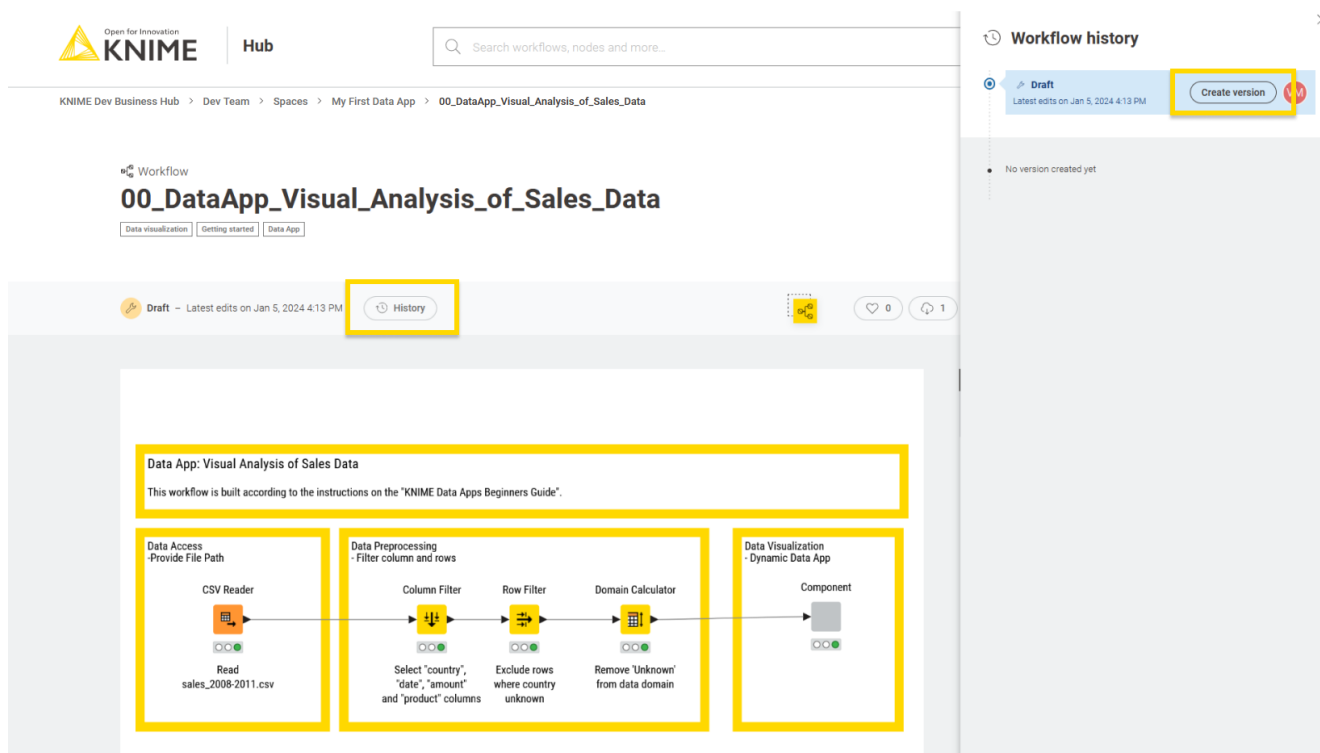 Open for Innovation
KNIME
Hub
Search workflows, nodes and more...
KNIME Dev Business Hub > Dev Team > Spaces > My First Data App > 00_DataApp_Visual_Analysis_of_Sales_Data
Workflow
00_DataApp_Visual_Analysis_of_Sales_Data
Data visualization Getting started Data App
Draft – Latest edits on Jan 5, 2024 4:13 PM
History
0
1
Data App: Visual Analysis of Sales Data
This workflow is built according to the instructions on the "KNIME Data Apps Beginners Guide".
Data Access
-Provide File Path
CSV Reader
Read
sales_2008-2011.csv
Data Preprocessing
- Filter column and rows
Column Filter
Select "country",
"date", "amount"
and "product" columns
Row Filter
Exclude rows
where country
unknown
Domain Calculator
Remove 'Unknown'
from data domain
Data Visualization
- Dynamic Data App
Component
Workflow history
Draft
Latest edits on Jan 5, 2024 4:13 PM
Create version
VM
No version created yet